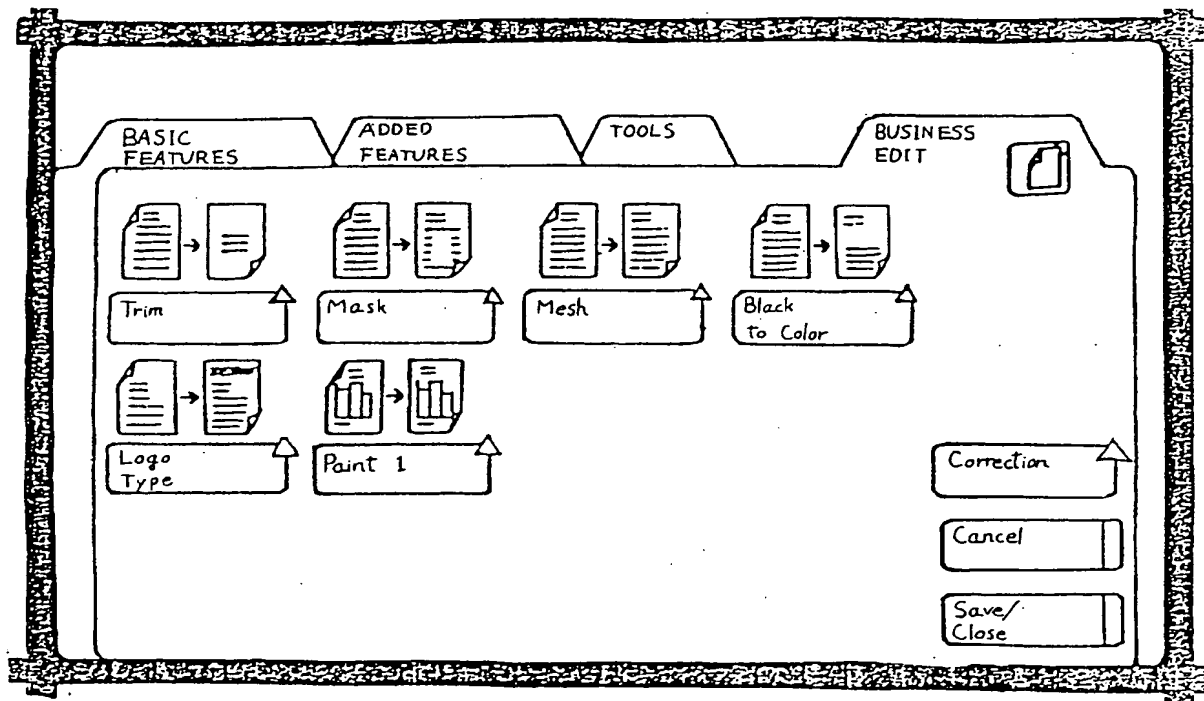 BASIC
FEATURES
ADDED
FEATURES
TOOLS
BUSINESS
EDIT
Trim
Mask
Mesh
Black
to Color
Logo
Type
Paint 1
Correction
Cancel
Save/
Close